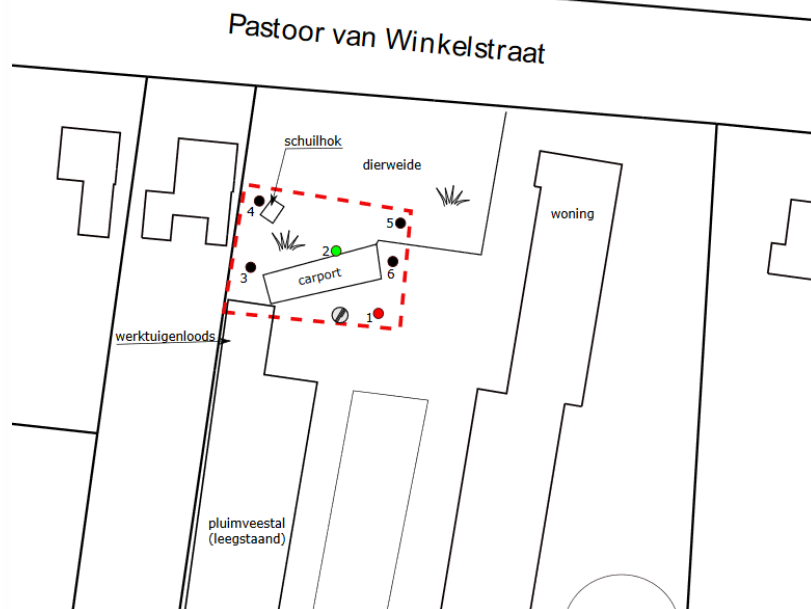 Pastoor van Winkelstraat
schuilhok
dierweide
4
5
woning
2
3
carport
6
1
werktuigenloods
pluimveestal
(leegstaand)